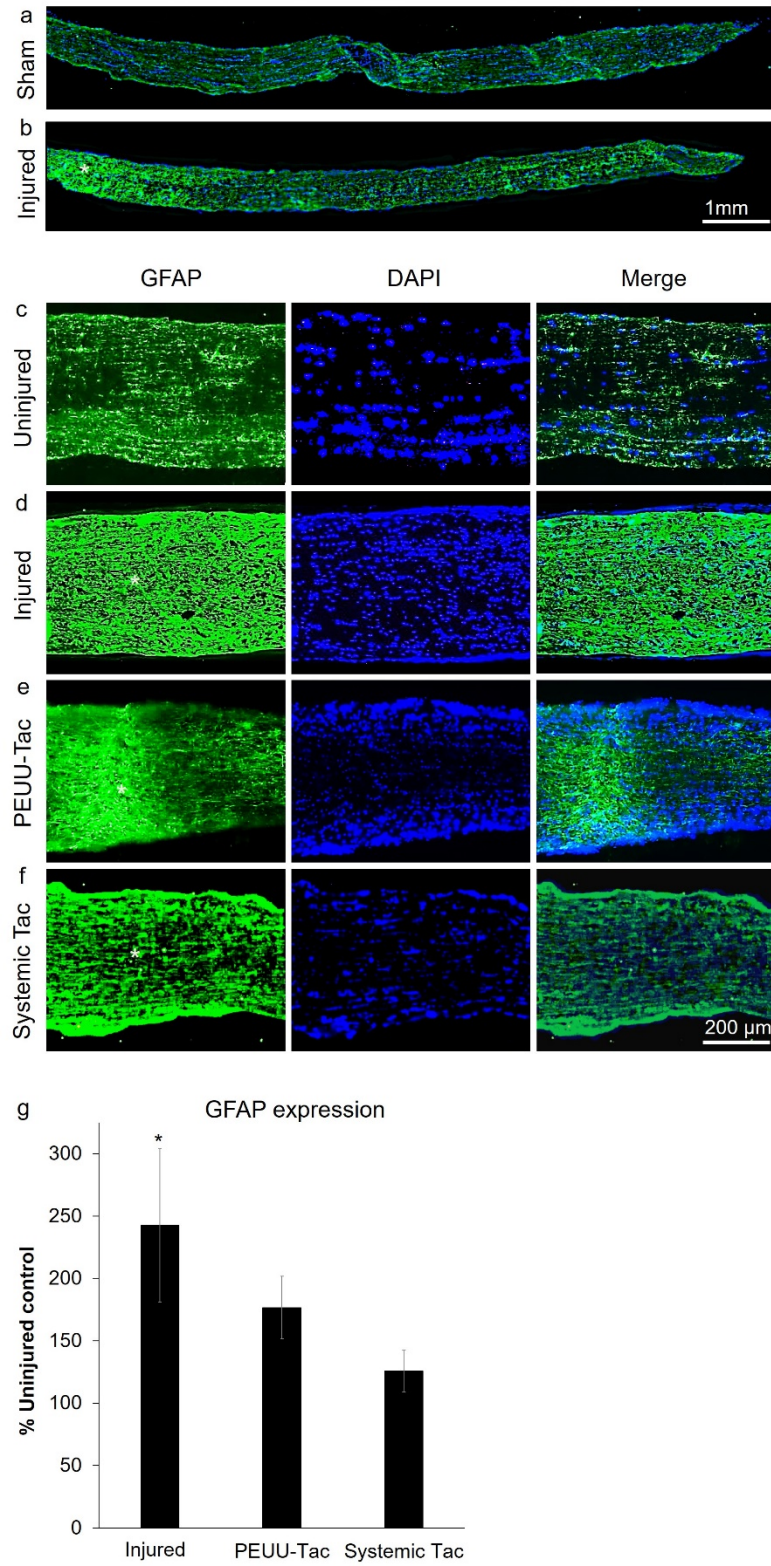 a
Sham
b
Injured
*
1mm
GFAP DAPI Merge
c
Uninjured
d
Injured
*
e
PEUU-Tac
*
f
Systemic Tac
*
200 µm
g
GFAP expression
% Uninjured control
300
250
200
150
100
50
0
*
Injured PEUU-Tac Systemic Tac